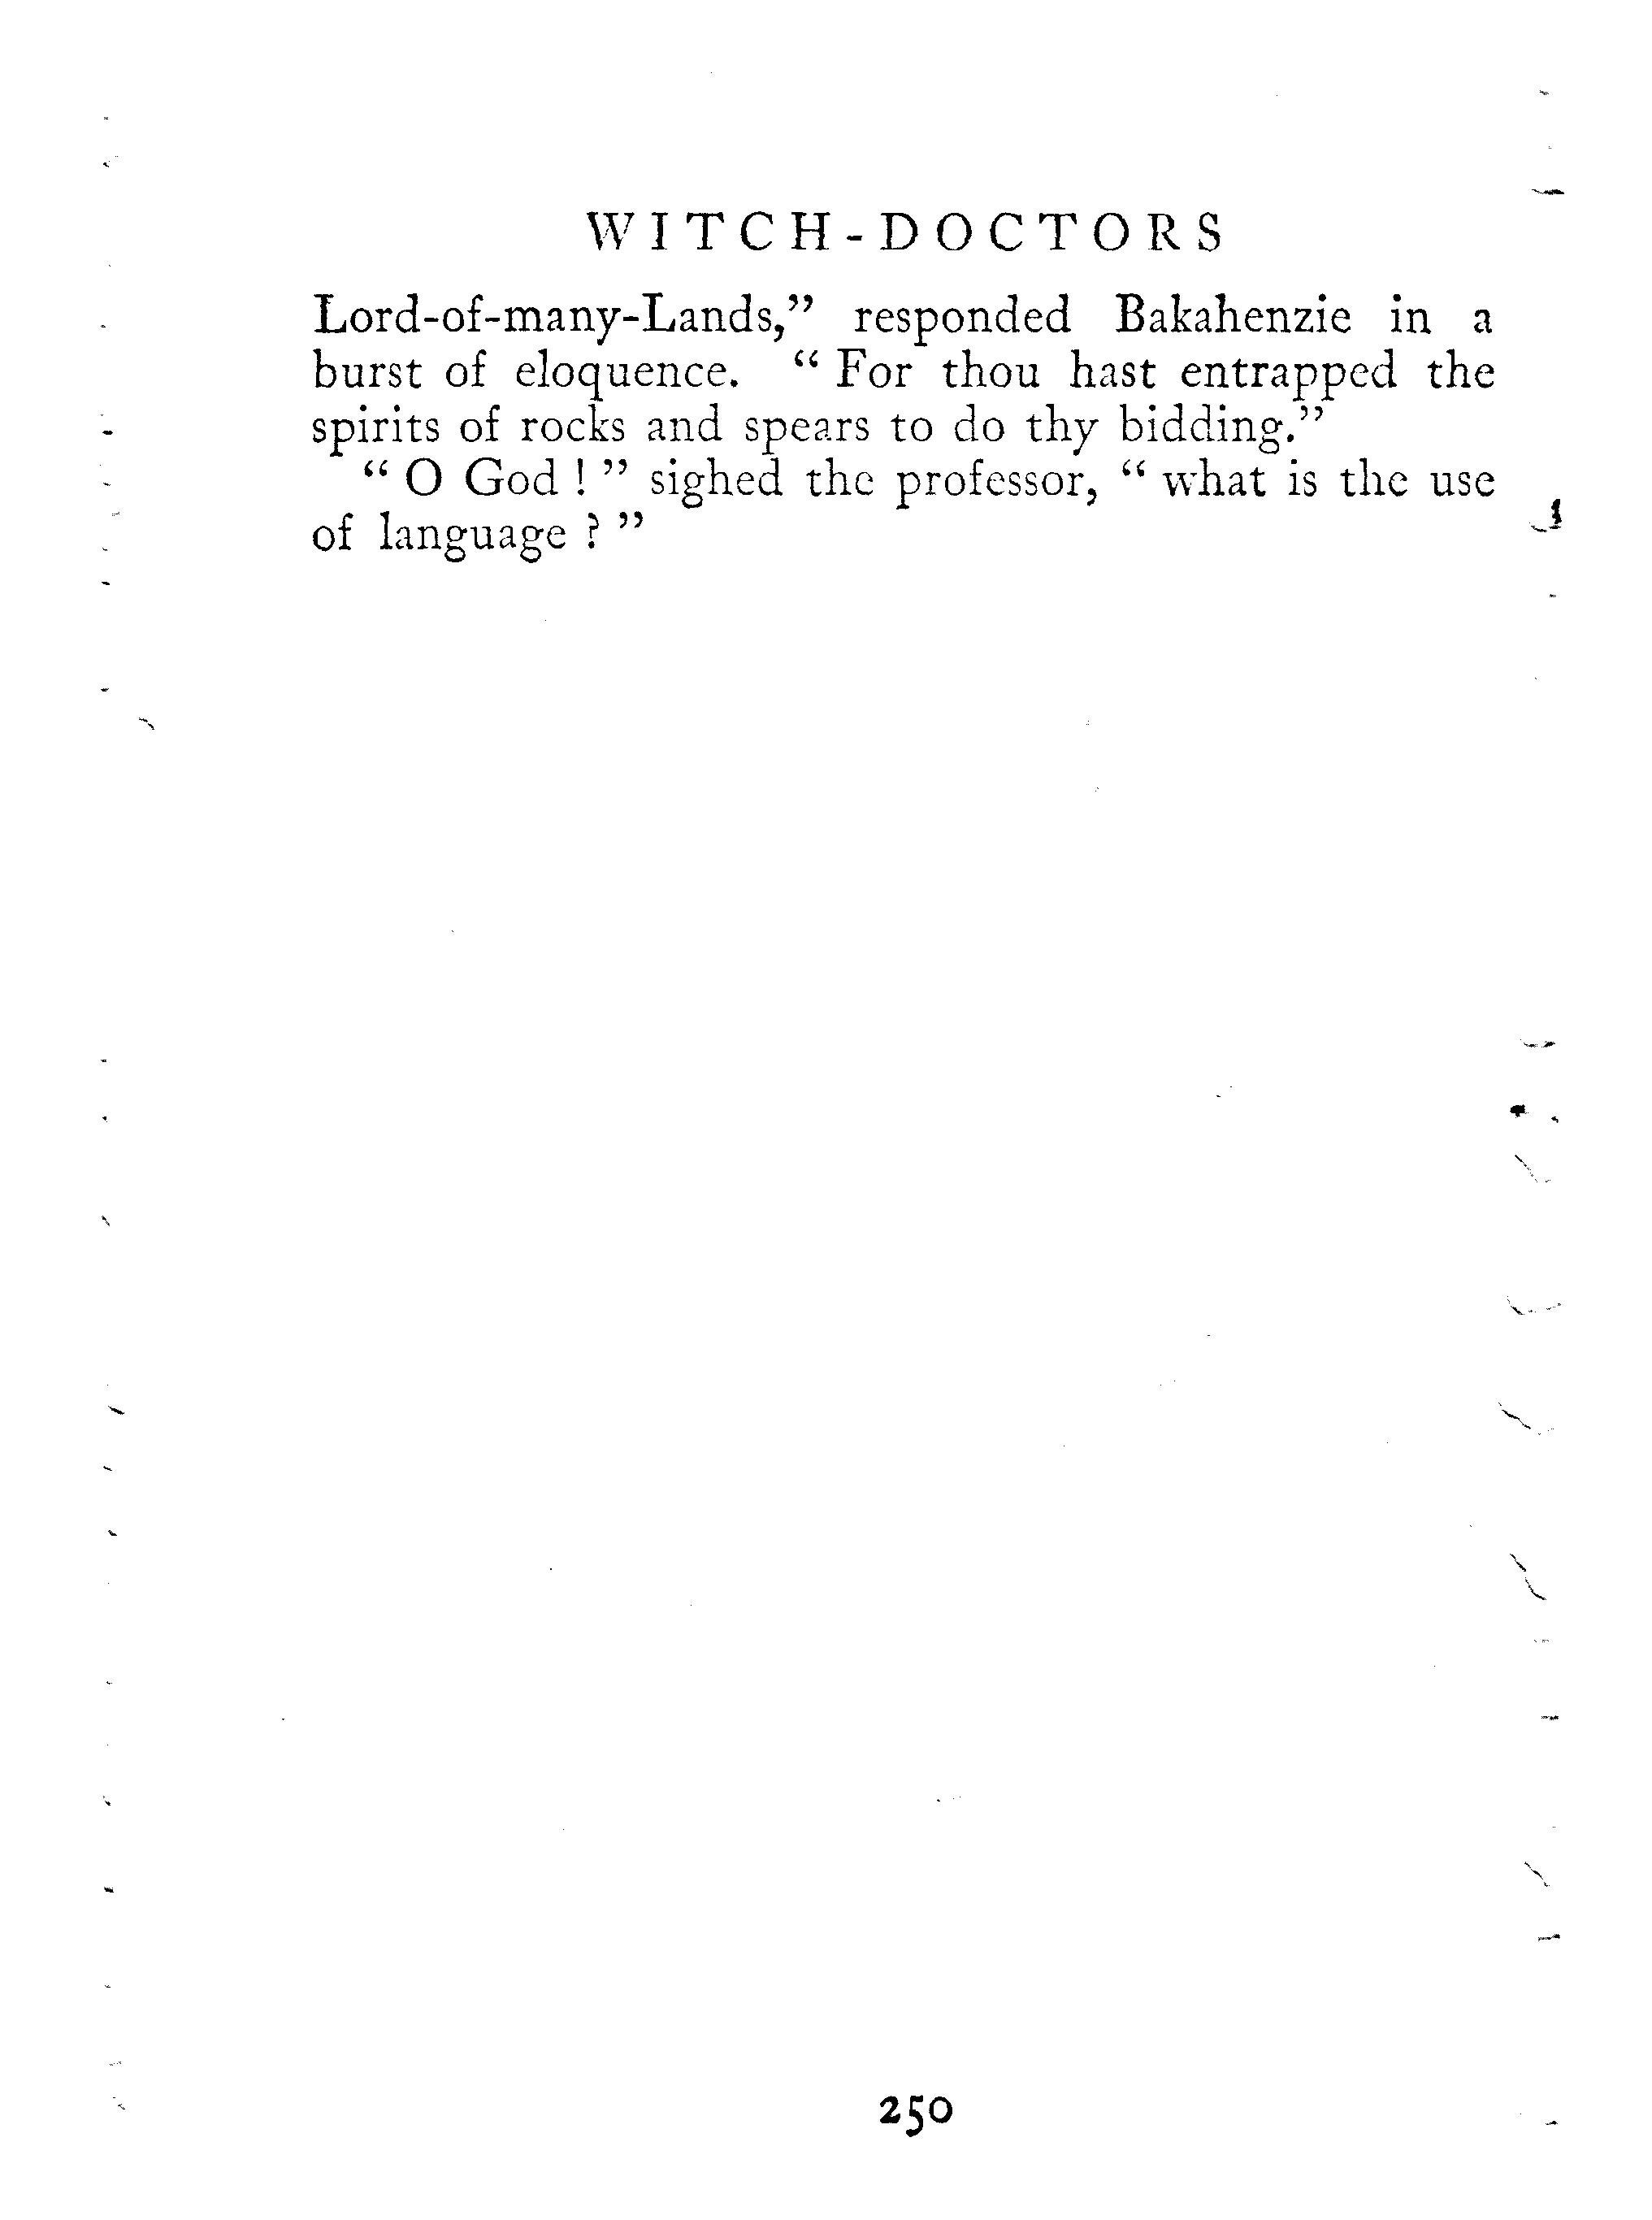 WITCH-DOCTORS
Lord-of-many-Lands,” responded Bakahenzie in a
burst of eloquence. “ For thou hast entrapped the
spirits of rocks and spears to do thy bidding.”
“ O God ! ” sighed the professor, “ what is the use
of language ? ”
250